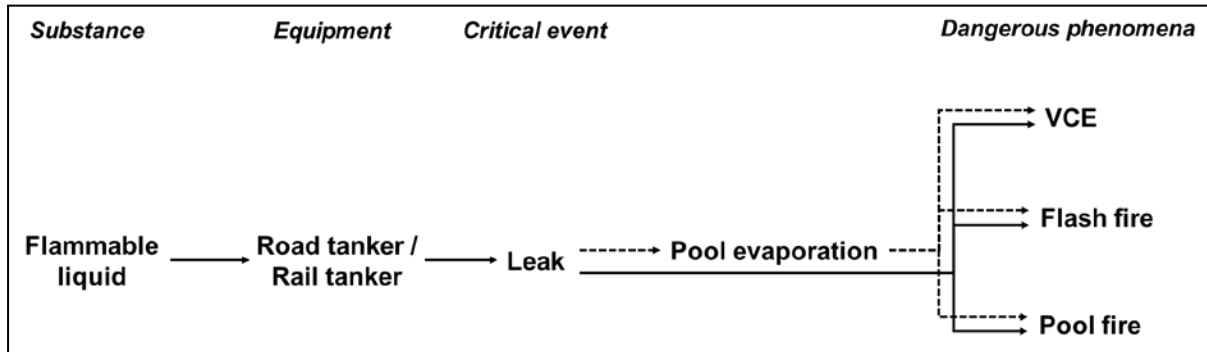 Substance Equipment Critical event Dangerous phenomena
VCE
Flash fire
Flammable
liquid
Road tanker /
Rail tanker
Leak
Pool evaporation
Pool fire